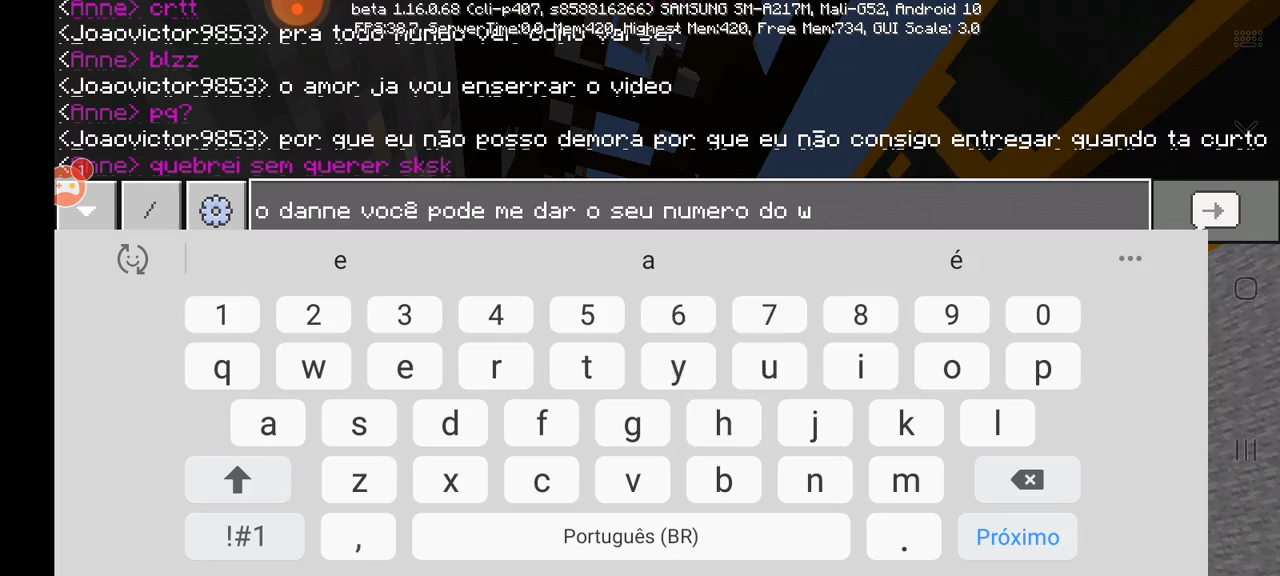 <Anne> crtt
beta 1.16.0.68 (cli-p407, s858816266) SAMSUNG SM-A217M, Mali-G52, Android 10
<Joaovictor9853> pra todo mundo ver como vai ser
FPS:38.7, ServerTime:0.0, Mem:420, Highest Mem:420, Free Mem:734, GUI Scale: 3.0
<Anne> blzz
<Joaovictor9853> o amor ja vou enserrar o video
<Anne> pq?
<Joaovictor9853> por que eu não posso demora por que eu não consigo entregar quando ta curto
<Anne> quebrei sem querer sksk
1
/
o danne você pode me dar o seu numero do w
e a é
1 2 3 4 5 6 7 8 9 0
q w e r t y u i o p
a s d f g h j k l
z x c v b n m
!#1 , Português (BR) . Próximo